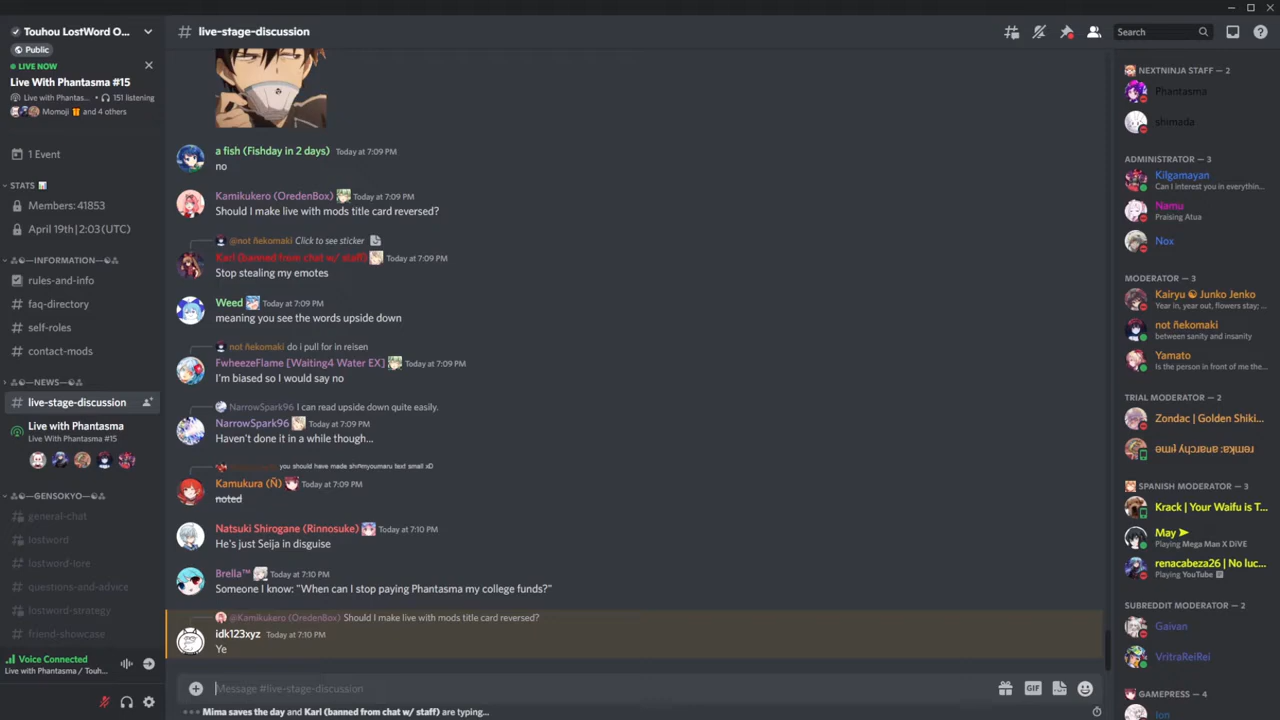 Touhou LostWord O...
Public
LIVE NOW
Live With Phantasma #15
Live with Phantas... • 151 listening
Momoji and 4 others
1 Event
STATS
Members: 41853
April 19th| 2:03(UTC)
—INFORMATION—
rules-and-info
faq-directory
self-roles
contact-mods
—NEWS—
live-stage-discussion
Live with Phantasma
Live With Phantasma #15
—GENSOKYO—
general-chat
lostword
lostword-lore
questions-and-advice
lostword-strategy
friend-showcase
Voice Connected
Live with Phantasma / Touh...
# live-stage-discussion
Search
a fish (Fishday in 2 days) Today at 7:09 PM
no
Kamikukero (OredenBox) Today at 7:09 PM
Should I make live with mods title card reversed?
@not ñekomaki Click to see sticker
Karl (banned from chat w/ staff) Today at 7:09 PM
Stop stealing my emotes
Weed Today at 7:09 PM
meaning you see the words upside down
not ñekomaki do i pull for in reisen
FwheezeFlame [Waiting4 Water EX] Today at 7:09 PM
I'm biased so I would say no
NarrowSpark96 I can read upside down quite easily.
NarrowSpark96 Today at 7:09 PM
Haven't done it in a while though...
you should have made text small xD
Kamukura (Ñ) Today at 7:09 PM
noted
Natsuki Shirogane (Rinnosuke) Today at 7:10 PM
He's just Seija in disguise
Brella™ Today at 7:10 PM
Someone I know: "When can I stop paying Phantasma my college funds?"
@Kamikukero (OredenBox) Should I make live with mods title card reversed?
idk123xyz Today at 7:10 PM
Ye
Message #live-stage-discussion
GIF
Mima saves the day and Karl (banned from chat w/ staff) are typing...
NEXTNINJA STAFF — 2
Phantasma
shimada
ADMINISTRATOR — 3
Kilgamayan
Can I interest you in everythin...
Namu
Praising Atua
Nox
MODERATOR — 3
Kairyu ☯ Junko Jenko
Year in, year out, flowers stay; ...
not ñekomaki
between sanity and insanity
Yamato
Is the person in front of me the...
TRIAL MODERATOR — 2
Zondac | Golden Shiki...
SPANISH MODERATOR — 3
Krack | Your Waifu is T...
May ➤
Playing Mega Man X DiVE
renacabeza26 | No luc...
Playing YouTube
SUBREDDIT MODERATOR — 2
Gaivan
VritraReiRei
GAMEPRESS — 4